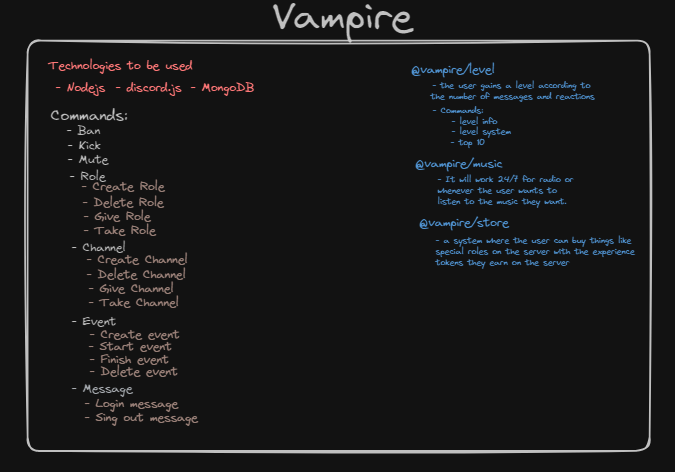 Vampire
Technologies to be used
- Nodejs - discord.js - MongoDB
Commands:
- Ban
- Kick
- Mute
- Role
- Create Role
- Delete Role
- Give Role
- Take Role
- Channel
- Create Channel
- Delete Channel
- Give Channel
- Take Channel
- Event
- Create event
- Start event
- Finish event
- Delete event
- Message
- Login message
- Sing out message
@vampire/level
- the user gains a level according to
the number of messages and reactions
- Commands:
- level info
- level system
- top 10
@vampire/music
- It will work 24/7 for radio or
whenever the user wants to
listen to the music they want.
@vampire/store
- a system where the user can buy things like
special roles on the server with the experience
tokens they earn on the server